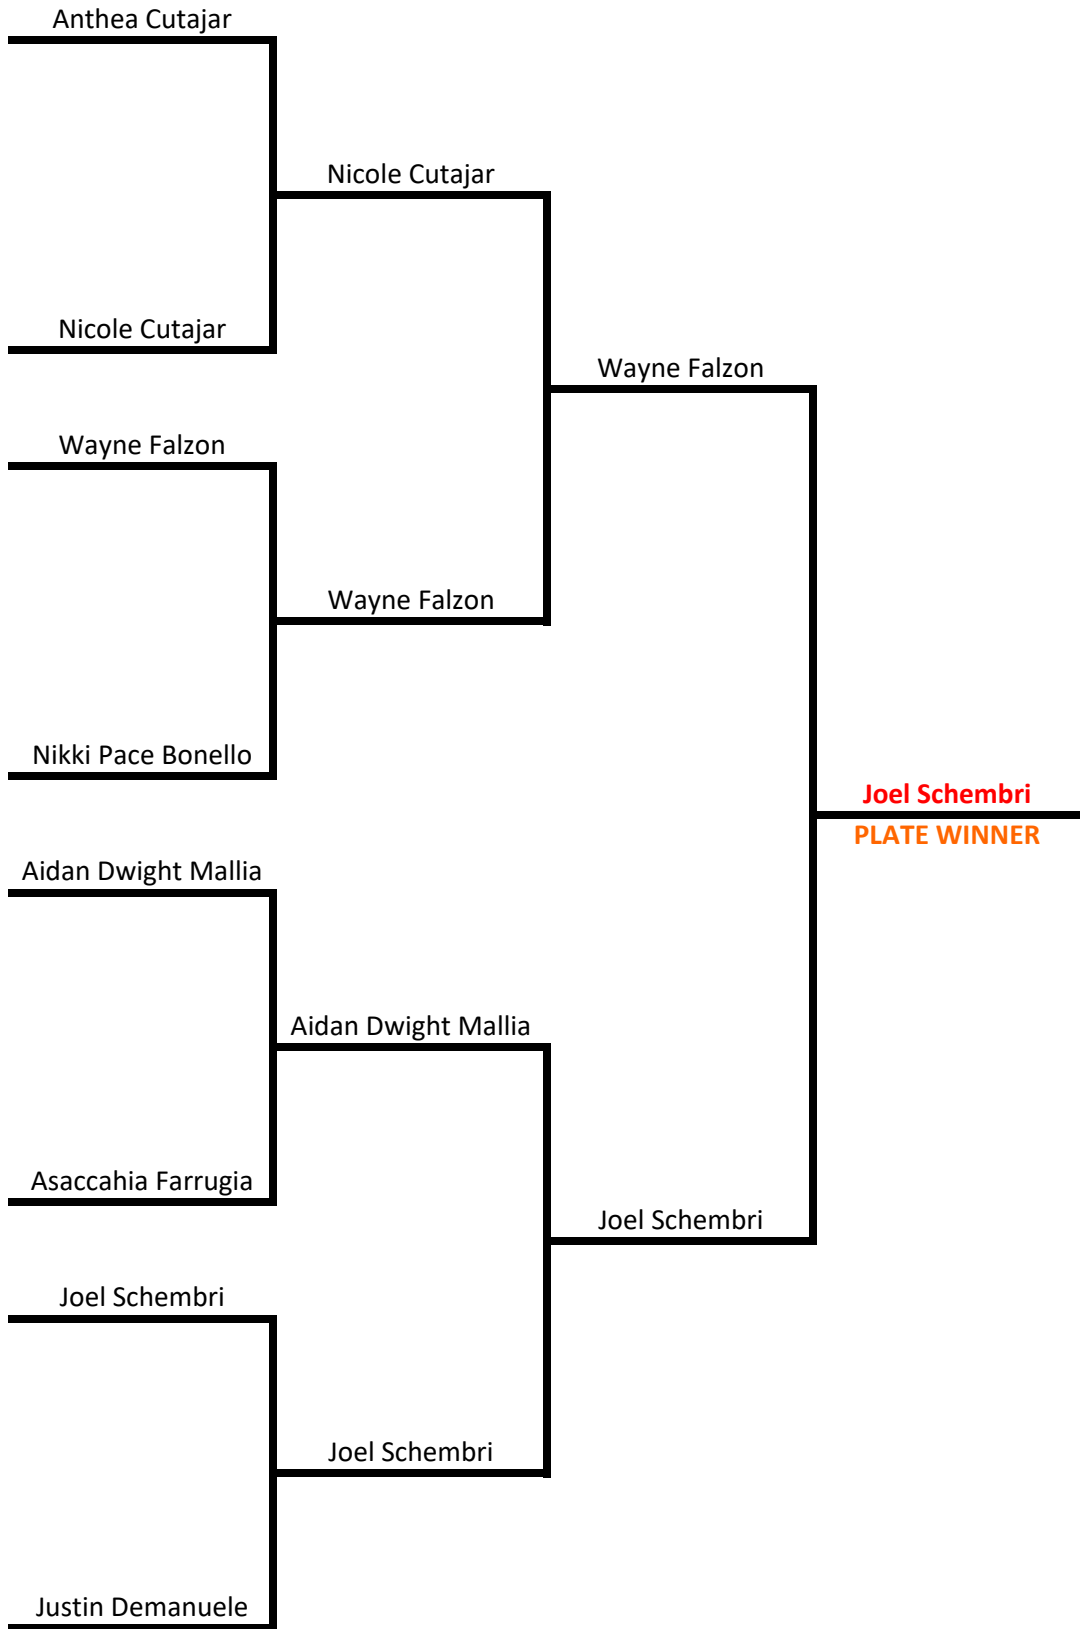 Anthea Cutajar
Nicole Cutajar
Nicole Cutajar
Wayne Falzon
Wayne Falzon
Wayne Falzon
Nikki Pace Bonello
Joel Schembri
PLATE WINNER
Aidan Dwight Mallia
Aidan Dwight Mallia
Asaccahia Farrugia
Joel Schembri
Joel Schembri
Joel Schembri
Justin Demanuele